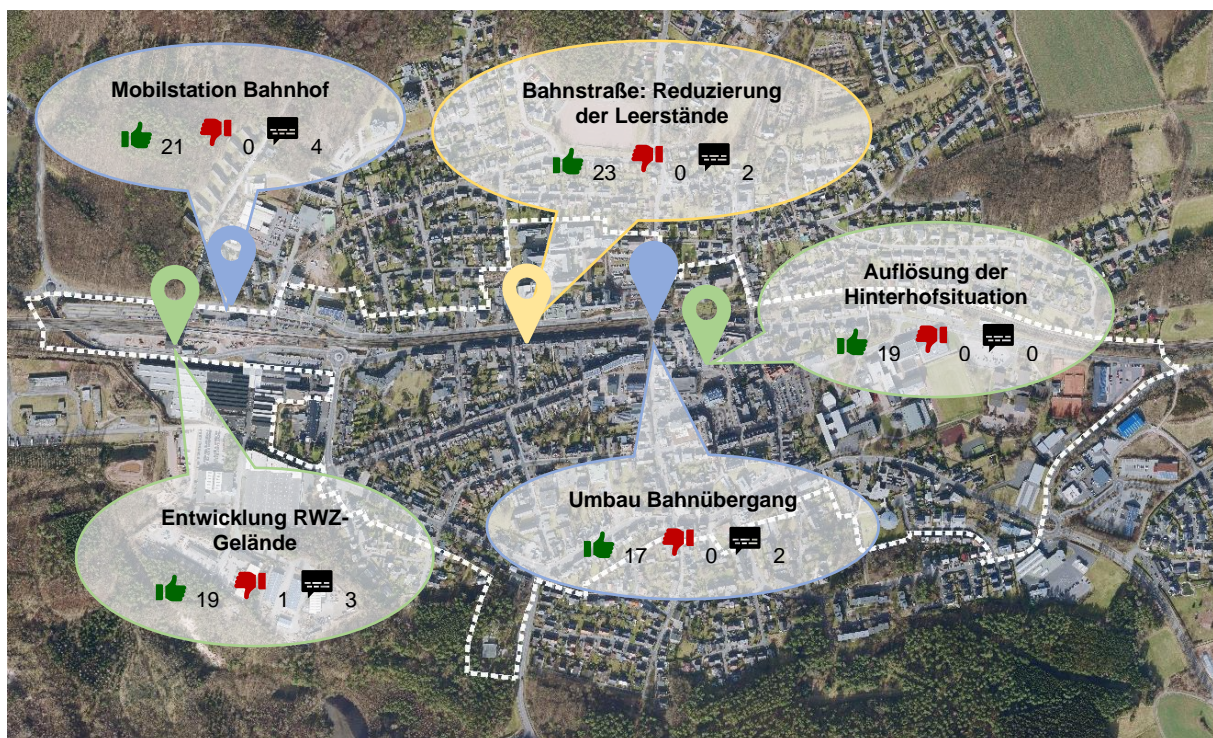 Mobilstation Bahnhof
21 0 4
Bahnstraße: Reduzierung
der Leerstände
23 0 2
Auflösung der
Hinterhofsituation
19 0 0
Entwicklung RWZ-
Gelände
19 1 3
Umbau Bahnübergang
17 0 2